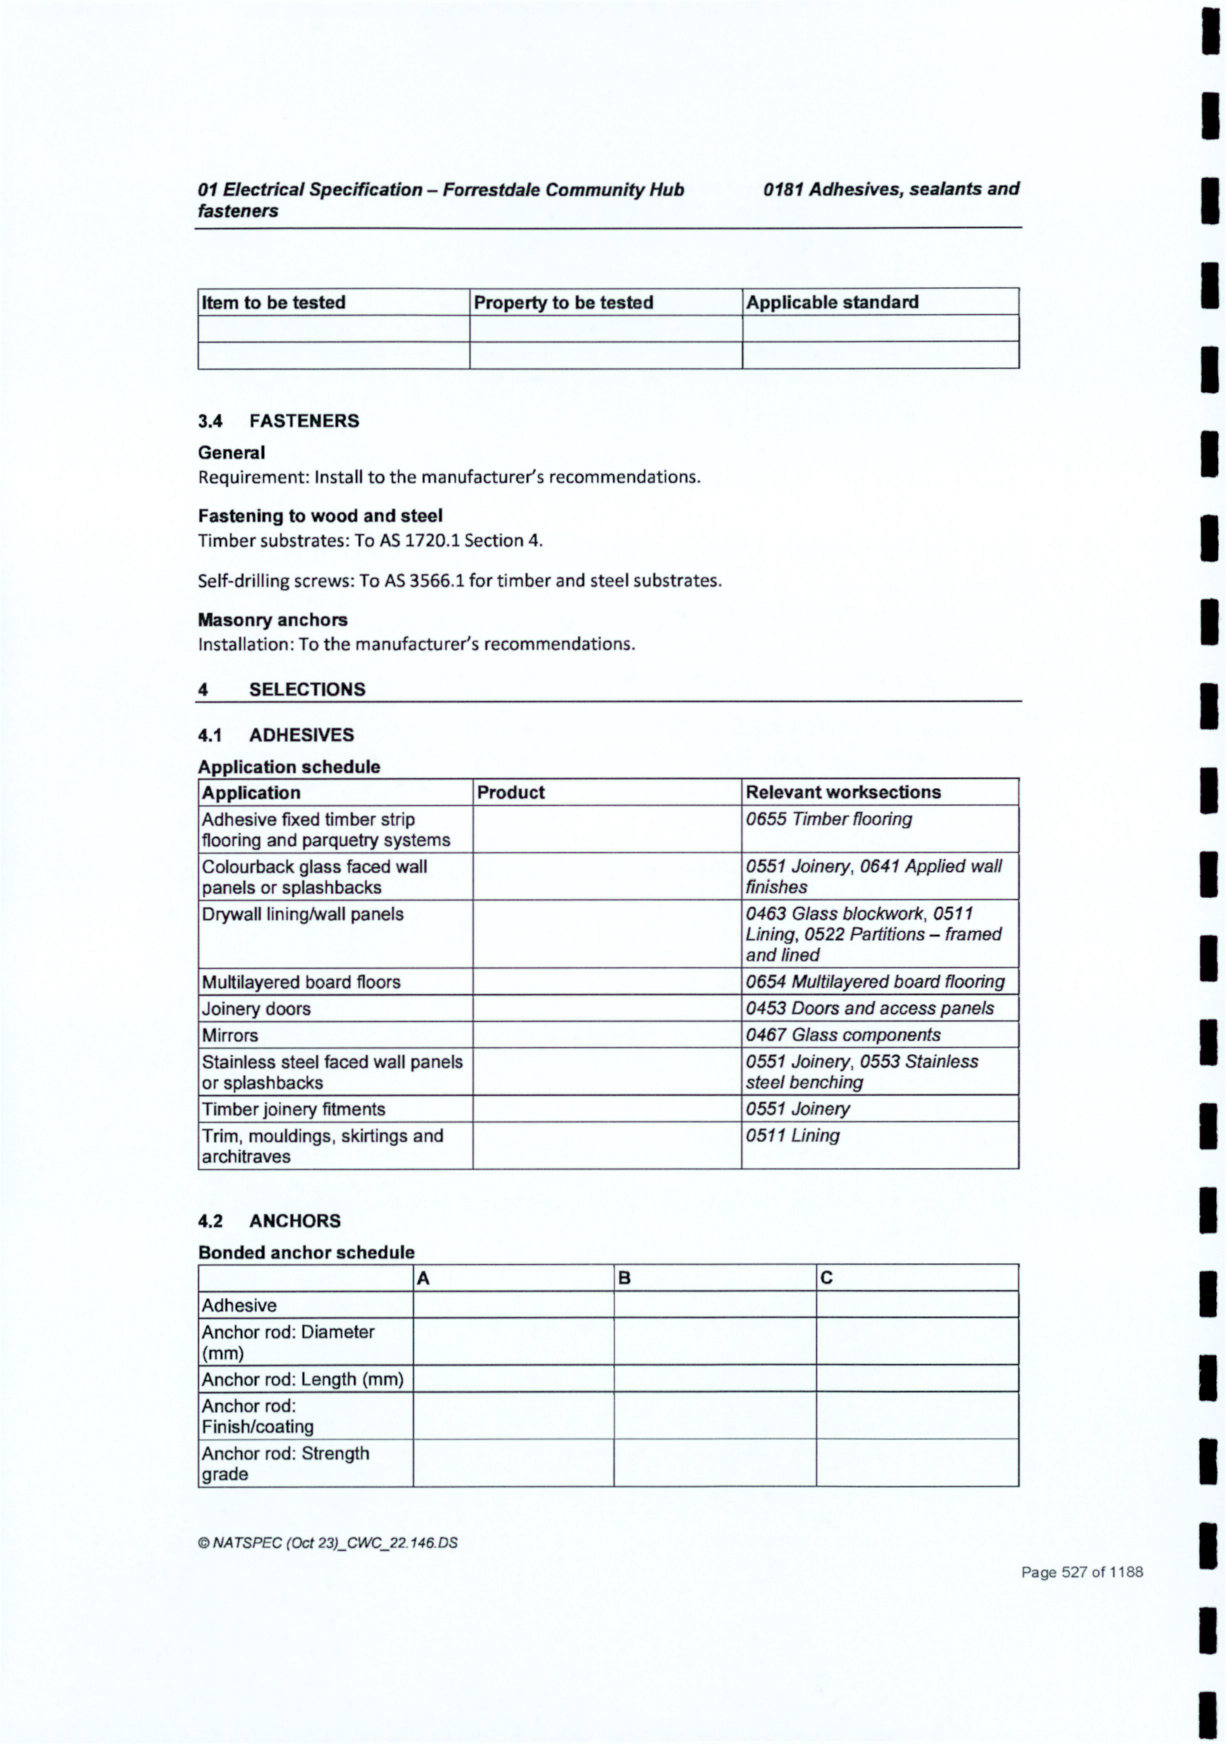 01 Electrical Specification – Forrestdale Community Hub 0181 Adhesives, sealants and
fasteners
Item to be tested Property to be tested Applicable standard
3.4 FASTENERS
General
Requirement: Install to the manufacturer's recommendations.
Fastening to wood and steel
Timber substrates: To AS 1720.1 Section 4.
Self-drilling screws: To AS 3566.1 for timber and steel substrates.
Masonry anchors
Installation: To the manufacturer's recommendations.
4 SELECTIONS
4.1 ADHESIVES
Application schedule
Application Product Relevant worksections
Adhesive fixed timber strip 0655 Timber flooring
flooring and parquetry systems
Colourback glass faced wall 0551 Joinery, 0641 Applied wall
panels or splashbacks finishes
Drywall lining/wall panels 0463 Glass blockwork, 0511
Lining, 0522 Partitions – framed
and lined
Multilayered board floors 0654 Multilayered board flooring
Joinery doors 0453 Doors and access panels
Mirrors 0467 Glass components
Stainless steel faced wall panels 0551 Joinery, 0553 Stainless
or splashbacks steel benching
Timber joinery fitments 0551 Joinery
Trim, mouldings, skirtings and 0511 Lining
architraves
4.2 ANCHORS
Bonded anchor schedule
A B C
Adhesive
Anchor rod: Diameter
(mm)
Anchor rod: Length (mm)
Anchor rod:
Finish/coating
Anchor rod: Strength
grade
© NATSPEC (Oct 23)_CWC_22.146.DS
Page 527 of 1188